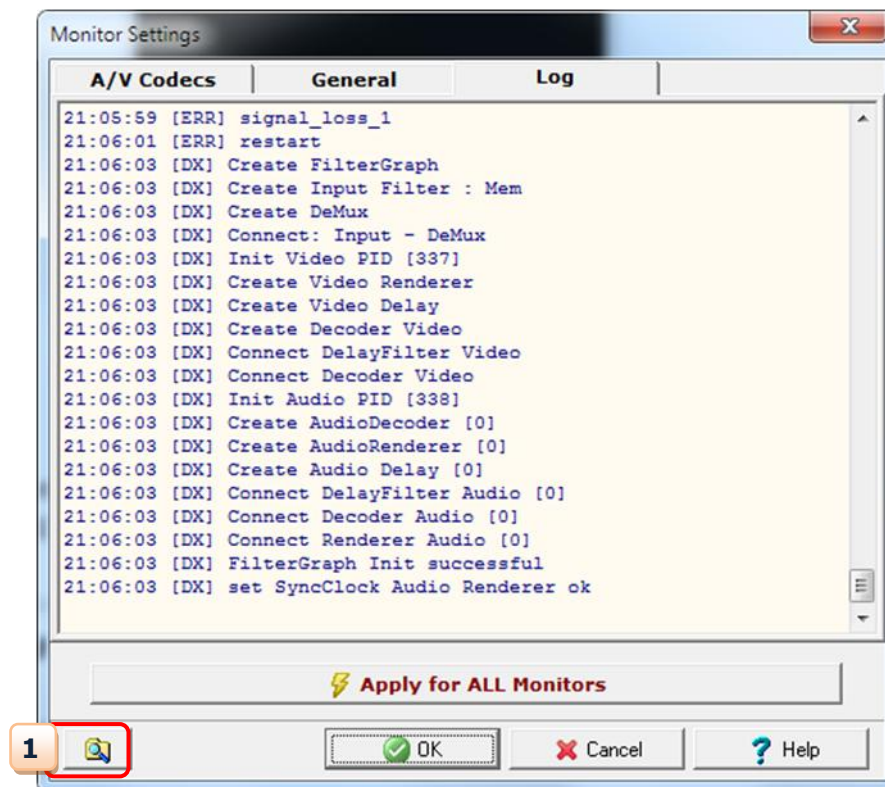 Monitor Settings
A/V Codecs General Log
21:05:59 [ERR] signal_loss_1
21:06:01 [ERR] restart
21:06:03 [DX] Create FilterGraph
21:06:03 [DX] Create Input Filter : Mem
21:06:03 [DX] Create DeMux
21:06:03 [DX] Connect: Input - DeMux
21:06:03 [DX] Init Video PID [337]
21:06:03 [DX] Create Video Renderer
21:06:03 [DX] Create Video Delay
21:06:03 [DX] Create Decoder Video
21:06:03 [DX] Connect DelayFilter Video
21:06:03 [DX] Connect Decoder Video
21:06:03 [DX] Init Audio PID [338]
21:06:03 [DX] Create AudioDecoder [0]
21:06:03 [DX] Create AudioRenderer [0]
21:06:03 [DX] Create Audio Delay [0]
21:06:03 [DX] Connect DelayFilter Audio [0]
21:06:03 [DX] Connect Decoder Audio [0]
21:06:03 [DX] Connect Renderer Audio [0]
21:06:03 [DX] FilterGraph Init successful
21:06:03 [DX] set SyncClock Audio Renderer ok
Apply for ALL Monitors
1 OK Cancel Help